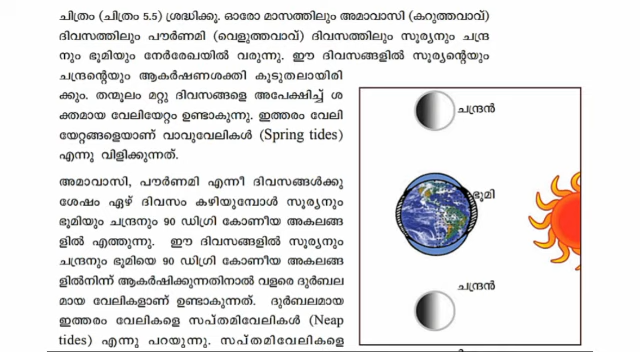 ചിത്രം (ചിത്രം 5.5) ശ്രദ്ധിക്കൂ. ഓരോ മാസത്തിലും അമാവാസി (കറുത്തവാവ്)
ദിവസത്തിലും പൗർണമി (വെളുത്തവാവ്) ദിവസത്തിലും സൂര്യനും ചന്ദ്ര
നും ഭൂമിയും നേർരേഖയിൽ വരുന്നു. ഈ ദിവസങ്ങളിൽ സൂര്യന്റെയും
ചന്ദ്രന്റെയും ആകർഷണശക്തി കൂടുതലായിരി
ക്കും. തന്മൂലം മറ്റു ദിവസങ്ങളെ അപേക്ഷിച്ച് ശ
ക്തമായ വേലിയേറ്റം ഉണ്ടാകുന്നു. ഇത്തരം വേലി
യേറ്റങ്ങളെയാണ് വാവുവേലികൾ (Spring tides)
എന്നു വിളിക്കുന്നത്.
അമാവാസി, പൗർണമി എന്നീ ദിവസങ്ങൾക്കു
ശേഷം ഏഴ് ദിവസം കഴിയുമ്പോൾ സൂര്യനും
ഭൂമിയും ചന്ദ്രനും 90 ഡിഗ്രി കോണീയ അകലങ്ങ
ളിൽ എത്തുന്നു. ഈ ദിവസങ്ങളിൽ സൂര്യനും
ചന്ദ്രനും ഭൂമിയെ 90 ഡിഗ്രി കോണീയ അകലങ്ങ
ളിൽനിന്ന് ആകർഷിക്കുന്നതിനാൽ വളരെ ദുർബല
മായ വേലികളാണ് ഉണ്ടാകുന്നത്. ദുർബലമായ
ഇത്തരം വേലികളെ സപ്തമിവേലികൾ (Neap
tides) എന്നു പറയുന്നു. സപ്തമിവേലികളെ
ചന്ദ്രൻ
ഭൂമി
ചന്ദ്രൻ